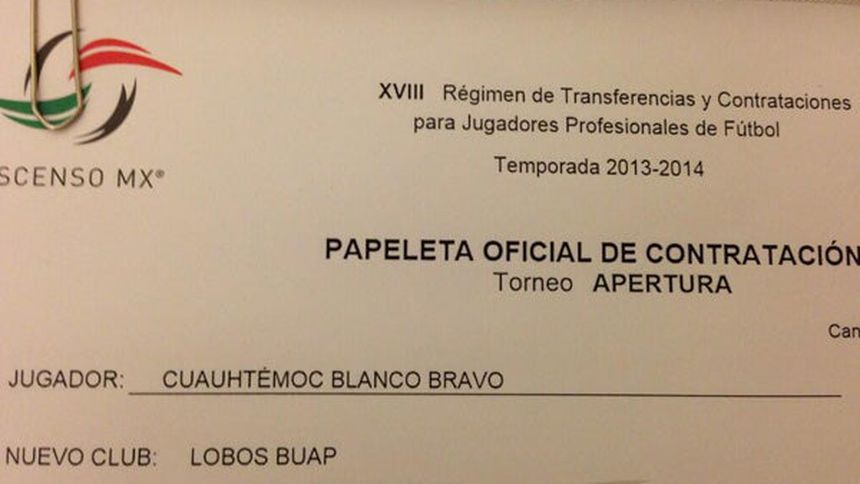 XVIII Régimen de Transferencias y Contrataciones
para Jugadores Profesionales de Fútbol
Temporada 2013-2014
SCENSO MX®
PAPELETA OFICIAL DE CONTRATACIÓN
Torneo APERTURA
Can
JUGADOR: CUAUHTÉMOC BLANCO BRAVO
NUEVO CLUB: LOBOS BUAP